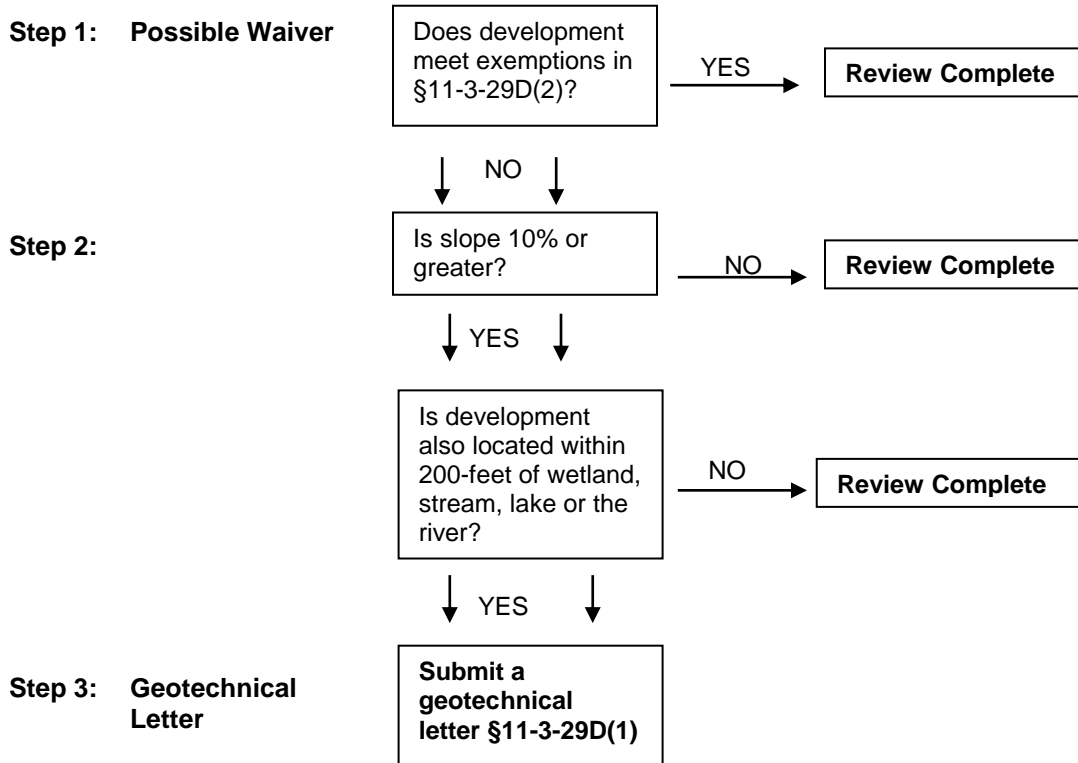 Step 1: Possible Waiver
Does development
meet exemptions in
§11-3-29D(2)?
YES
Review Complete
NO
Step 2:
Is slope 10% or
greater?
NO
Review Complete
YES
Is development
also located within
200-feet of wetland,
stream, lake or the
river?
NO
Review Complete
YES
Step 3: Geotechnical
Letter
Submit a
geotechnical
letter §11-3-29D(1)